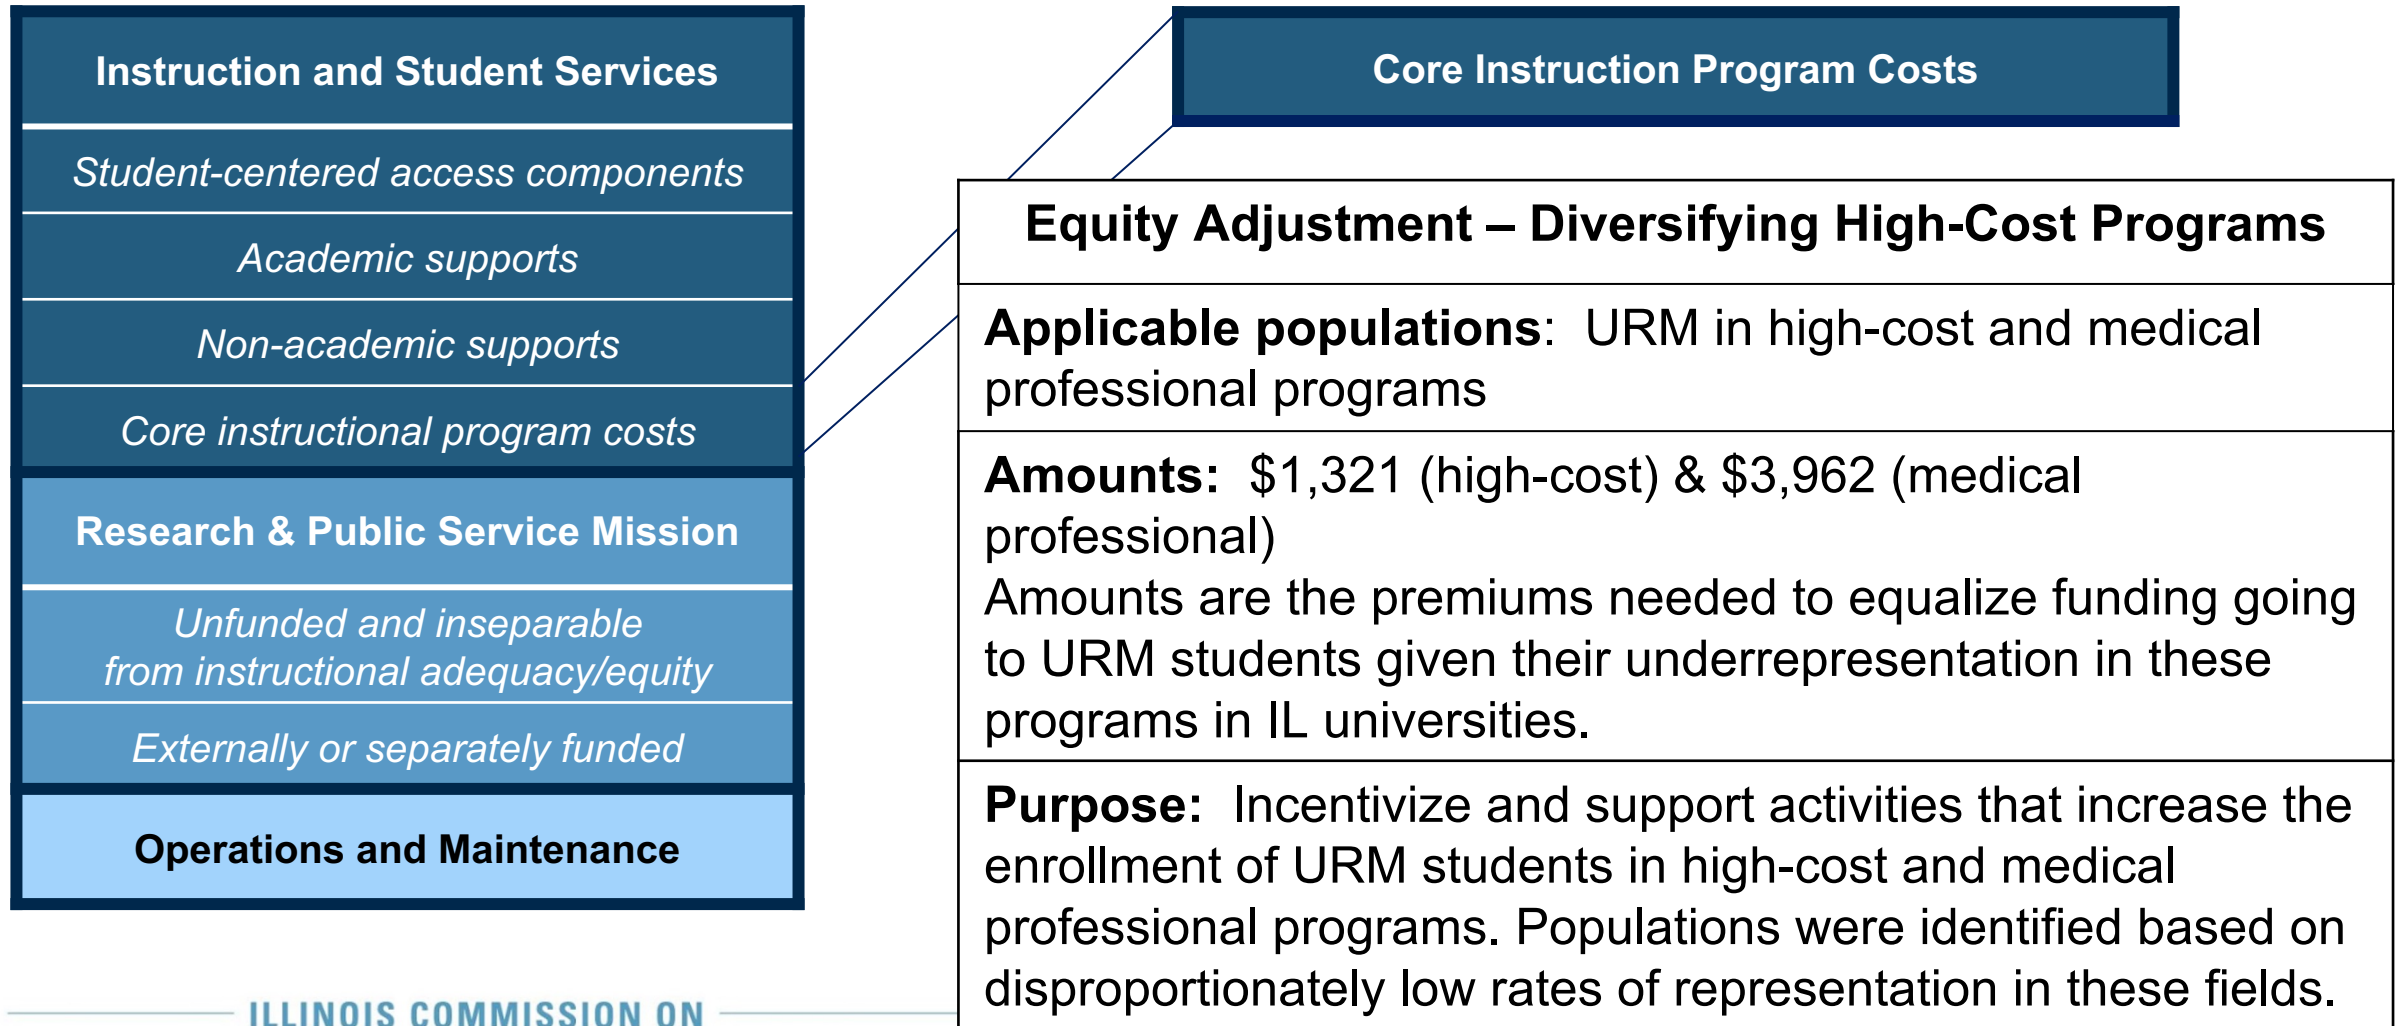 Instruction and Student Services
Student-centered access components
Academic supports
Non-academic supports
Core instructional program costs
Research & Public Service Mission
Unfunded and inseparable
from instructional adequacy/equity
Externally or separately funded
Operations and Maintenance
ILLINOIS COMMISSION ON
Core Instruction Program Costs
Equity Adjustment – Diversifying High-Cost Programs
Applicable populations:  URM in high-cost and medical
professional programs
Amounts:  $1,321 (high-cost) & $3,962 (medical
professional)
Amounts are the premiums needed to equalize funding going
to URM students given their underrepresentation in these
programs in IL universities.
Purpose:  Incentivize and support activities that increase the
enrollment of URM students in high-cost and medical
professional programs. Populations were identified based on
disproportionately low rates of representation in these fields.